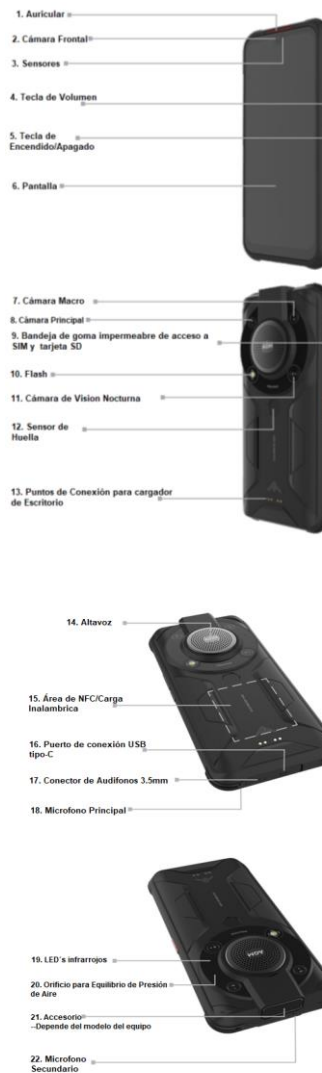 1. Auricular
2. Cámara Frontal
3. Sensores
4. Tecla de Volumen
5. Tecla de
Encendido/Apagado
6. Pantalla
7. Cámara Macro
8. Cámara Principal
9. Bandeja de goma impermeabre de acceso a
SIM y tarjeta SD
10. Flash
11. Cámara de Vision Nocturna
12. Sensor de
Huella
13. Puntos de Conexión para cargador
de Escritorio
14. Altavoz
15. Área de NFC/Carga
Inalambrica
16. Puerto de conexión USB
tipo-C
17. Conector de Audifonos 3.5mm
18. Microfono Principal
19. LED´s infrarrojos
20. Orificio para Equilibrio de Presión
de Aire
21. Accesorio
--Depende del modelo del equipo
22. Microfono
Secundario